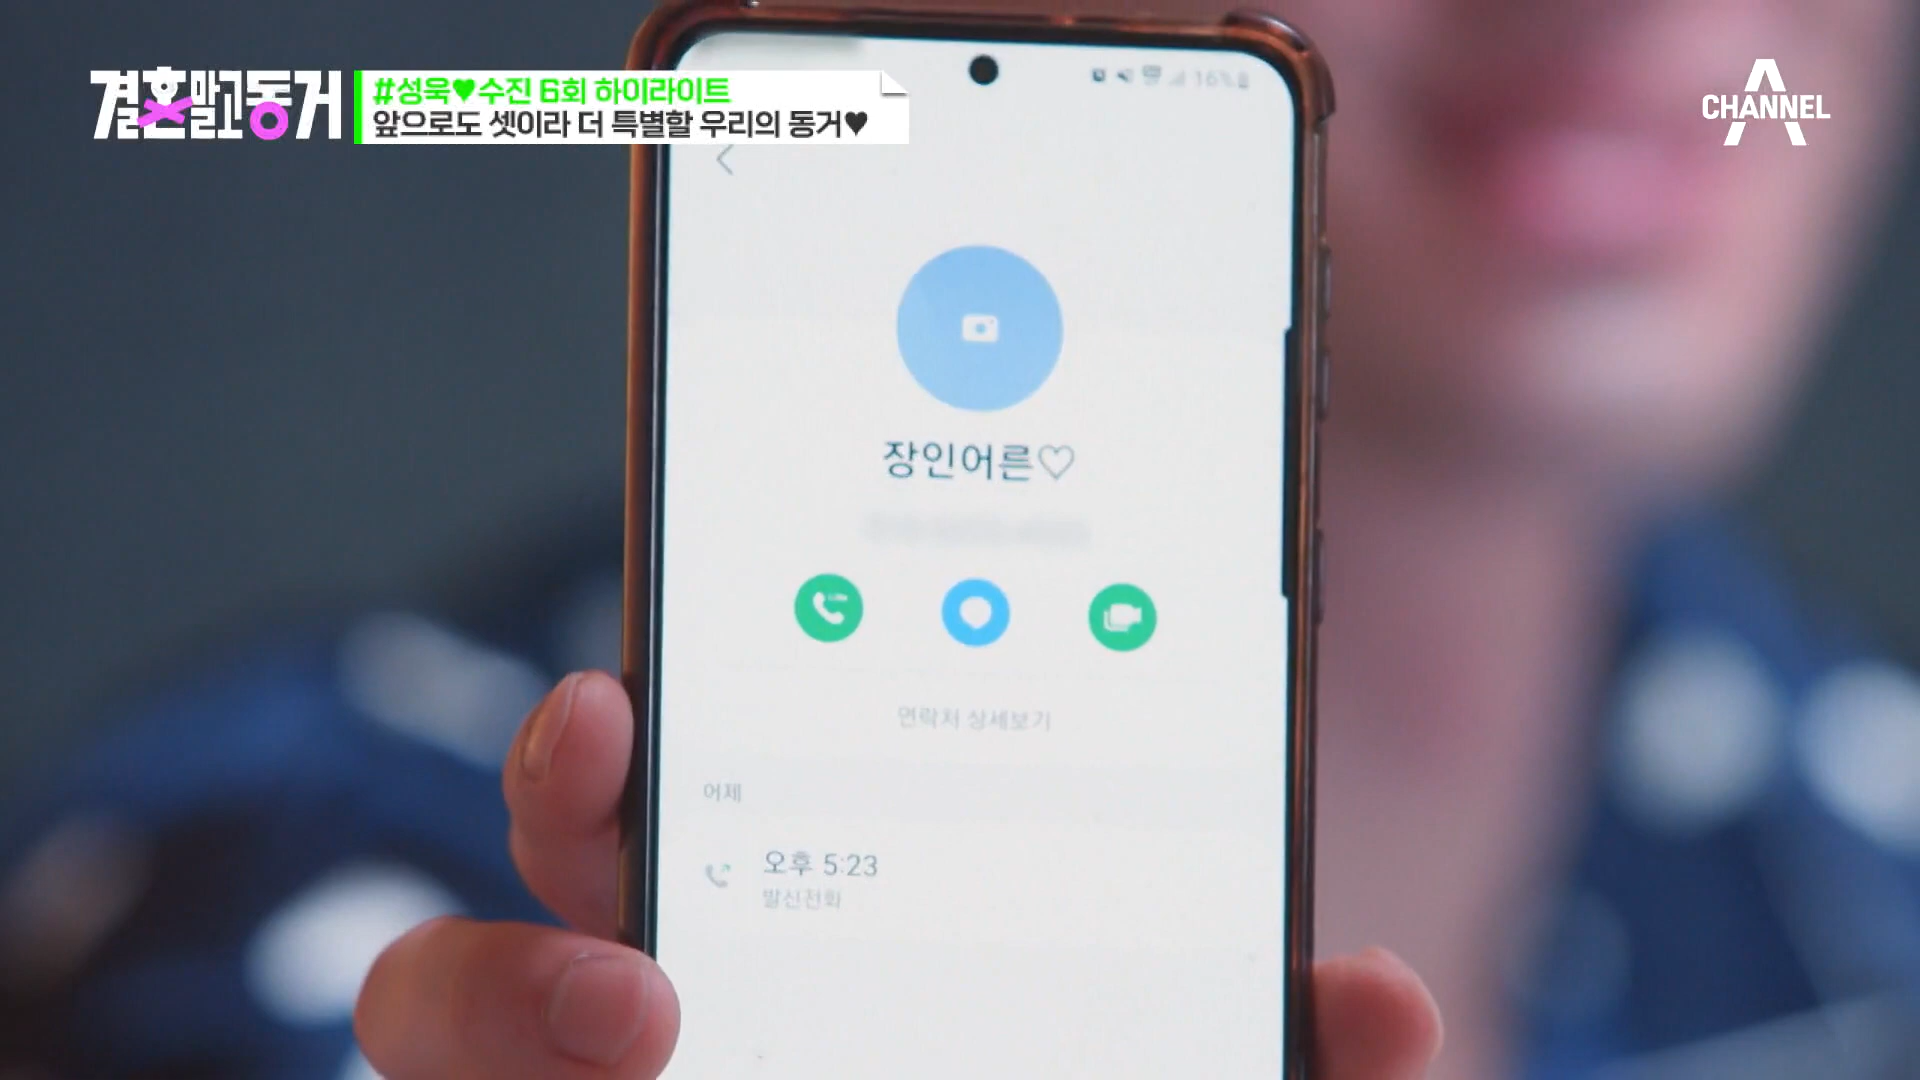 결혼말고동거
#성욱♥수진 6회 하이라이트
앞으로도 셋이라 더 특별할 우리의 동거♥
CHANNEL A
16%
장인어른♡
연락처 상세보기
어제
오후 5:23
발신전화